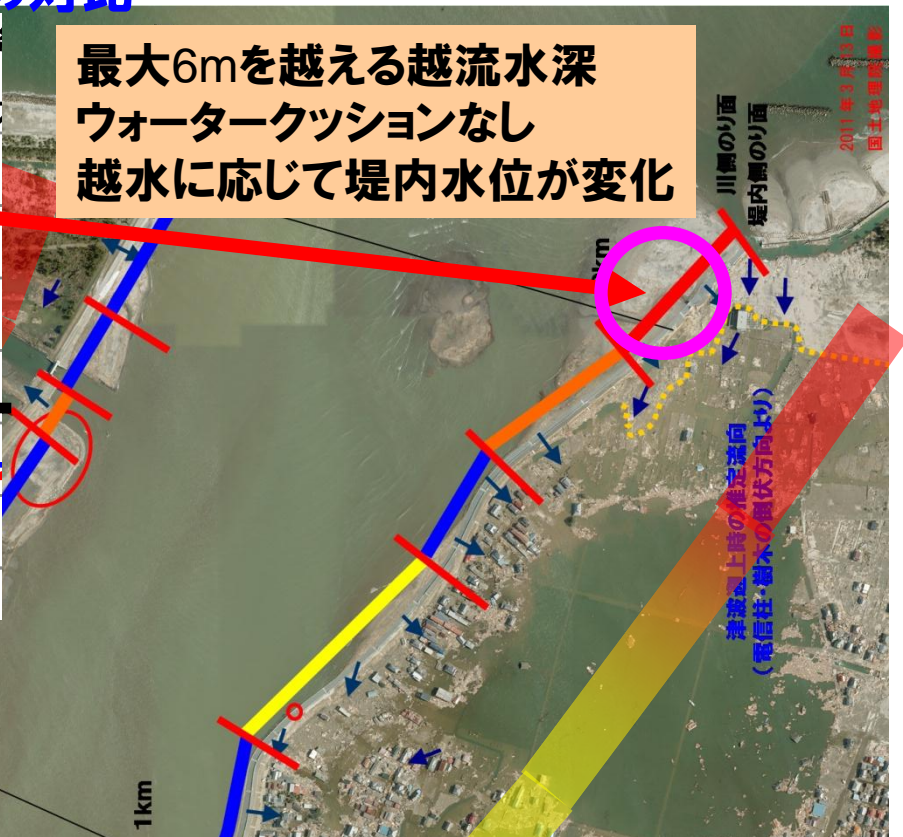 最大6mを越える越流水深
ウォータークッションなし
越水に応じて堤内水位が変化
2011年3月13日
国土地理院撮影
川側のり面
堤内側のり面
津波遡上時の推定流向
(電信柱・樹木の倒伏方向より)
1km